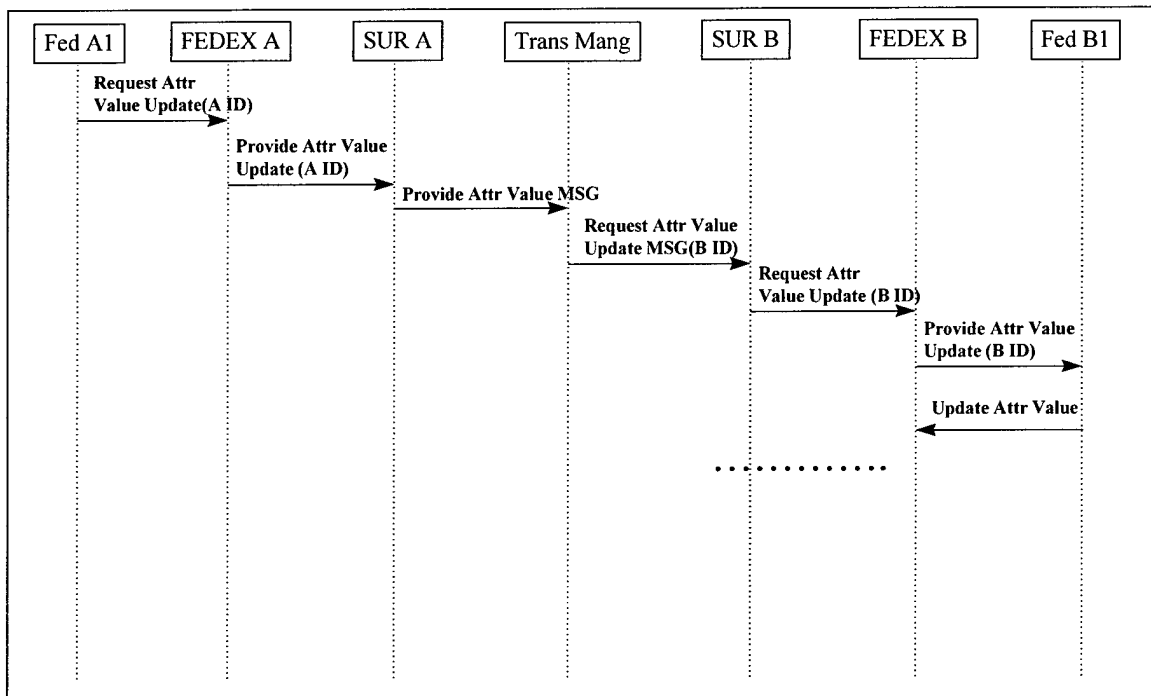 Fed A1
FEDEX A
SUR A
Trans Mang
SUR B
FEDEX B
Fed B1
Request Attr
Value Update(A ID)
Provide Attr Value
Update (A ID)
Provide Attr Value MSG
Request Attr Value
Update MSG(B ID)
Request Attr
Value Update (B ID)
Provide Attr Value
Update (B ID)
Update Attr Value